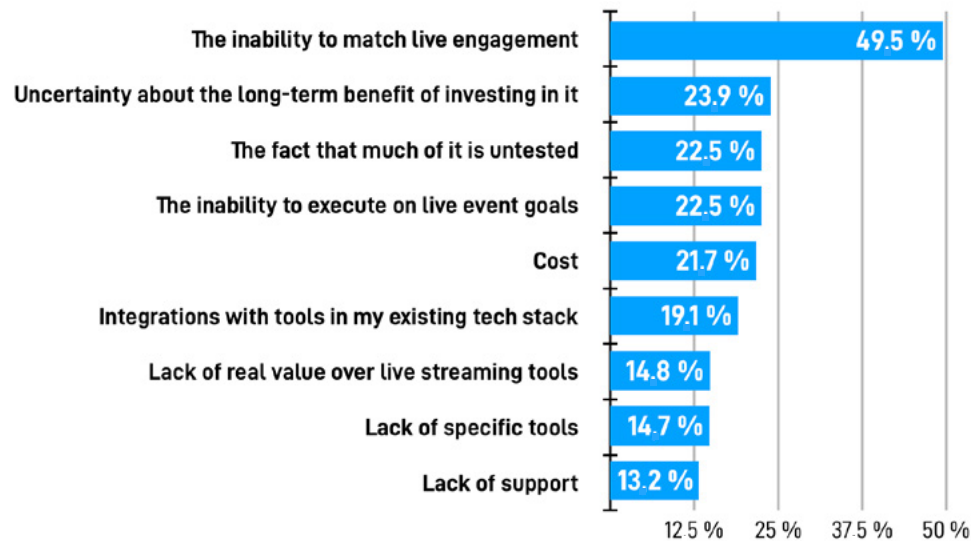 The inability to match live engagement 49.5 %
Uncertainty about the long-term benefit of investing in it 23.9 %
The fact that much of it is untested 22.5 %
The inability to execute on live event goals 22.5 %
Cost 21.7 %
Integrations with tools in my existing tech stack 19.1 %
Lack of real value over live streaming tools 14.8 %
Lack of specific tools 14.7 %
Lack of support 13.2 %
12.5 % 25 % 37.5 % 50 %